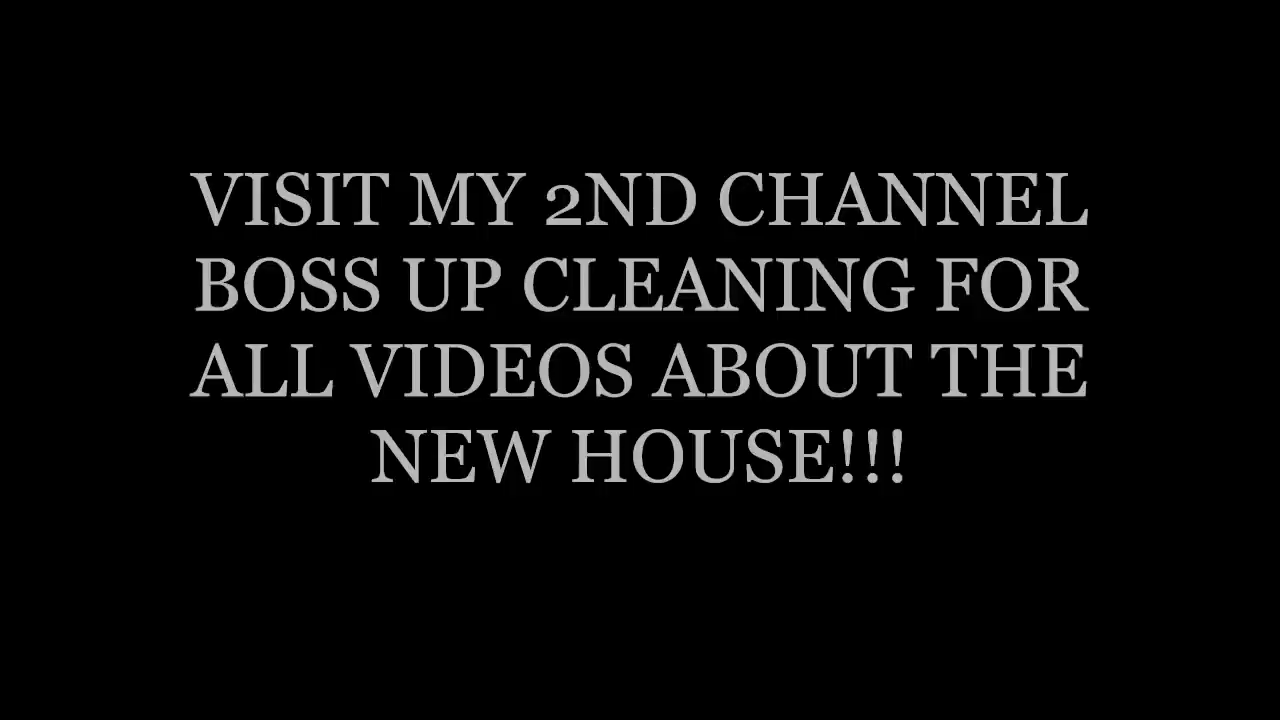 VISIT MY 2ND CHANNEL
BOSS UP CLEANING FOR
ALL VIDEOS ABOUT THE
NEW HOUSE!!!